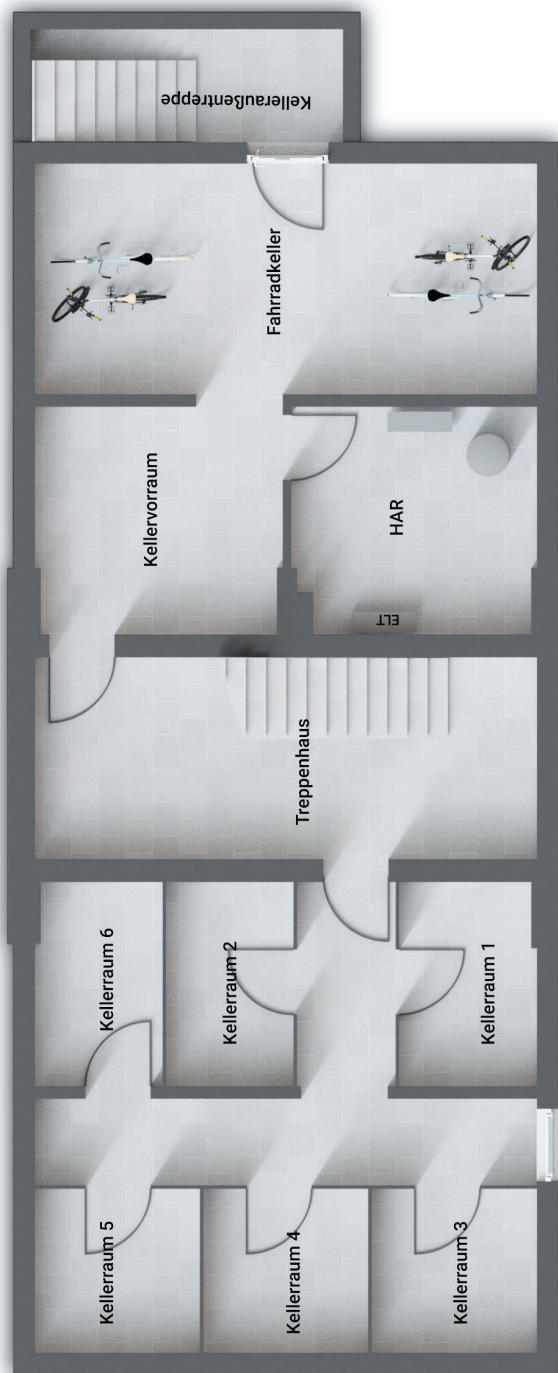 Kelleraußentreppe
Fahrradkeller
Kellervorraum
HAR
ELT
Treppenhaus
Kellerraum 6
Kellerraum 2
Kellerraum 1
Kellerraum 5
Kellerraum 4
Kellerraum 3